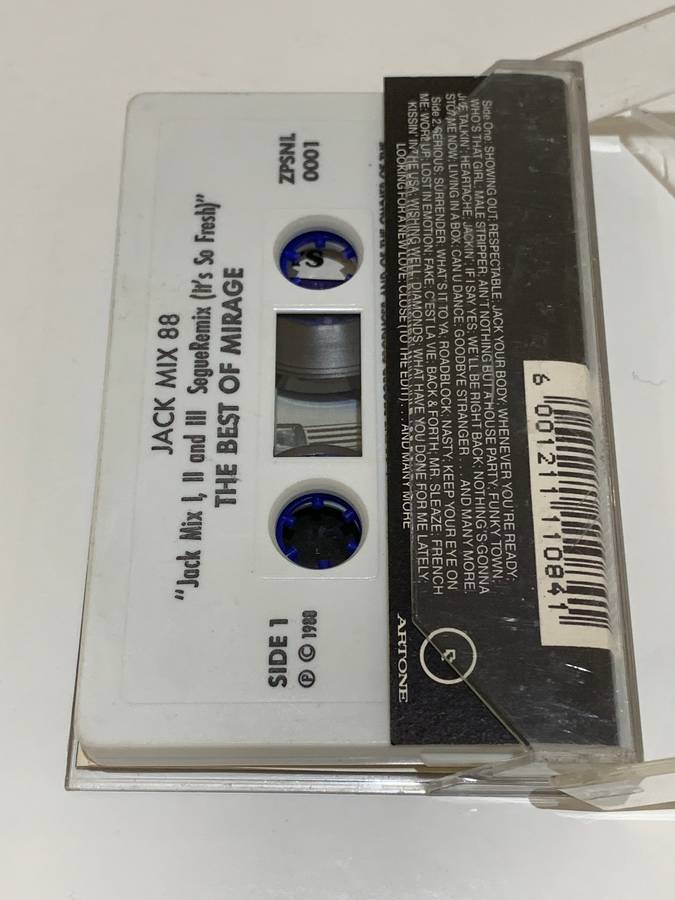 JACK MIX 88
"Jack Mix I, II and III SegueRemix (It's So Fresh)"
THE BEST OF MIRAGE
ZPSNL
0001
SIDE 1
Ⓟ © 1988
Side One: SHOWING OUT; RESPECTABLE; JACK YOUR BODY; WHENEVER YOU'RE READY;
WHO'S THAT GIRL; MALE STRIPPER; AIN'T NOTHING BUT A HOUSE PARTY; FUNKY TOWN;
JIVE TALKIN'; HEARTACHE; JACKIN'; IF I SAY YES; WE'LL BE RIGHT BACK; NOTHING'S GONNA
STOP ME NOW; LIVING IN A BOX; CAN U DANCE; GOODBYE STRANGER . . . AND MANY MORE.
Side 2: SERIOUS; SURRENDER; WHAT'S IT TO YA; ROADBLOCK; NASTY; KEEP YOUR EYE ON
ME; WORD UP; LOST IN EMOTION; FAKE; C'EST LA VIE; BACK & FORTH; MR. SLEAZE; FRENCH
KISSIN' IN THE USA; WISHING WELL; DIAMONDS; WHAT HAVE YOU DONE FOR ME LATELY;
LOOKING FOR A NEW LOVE; CLOSE (TO THE EDIT) . . . AND MANY MORE
6 001211 110841
ARTONE